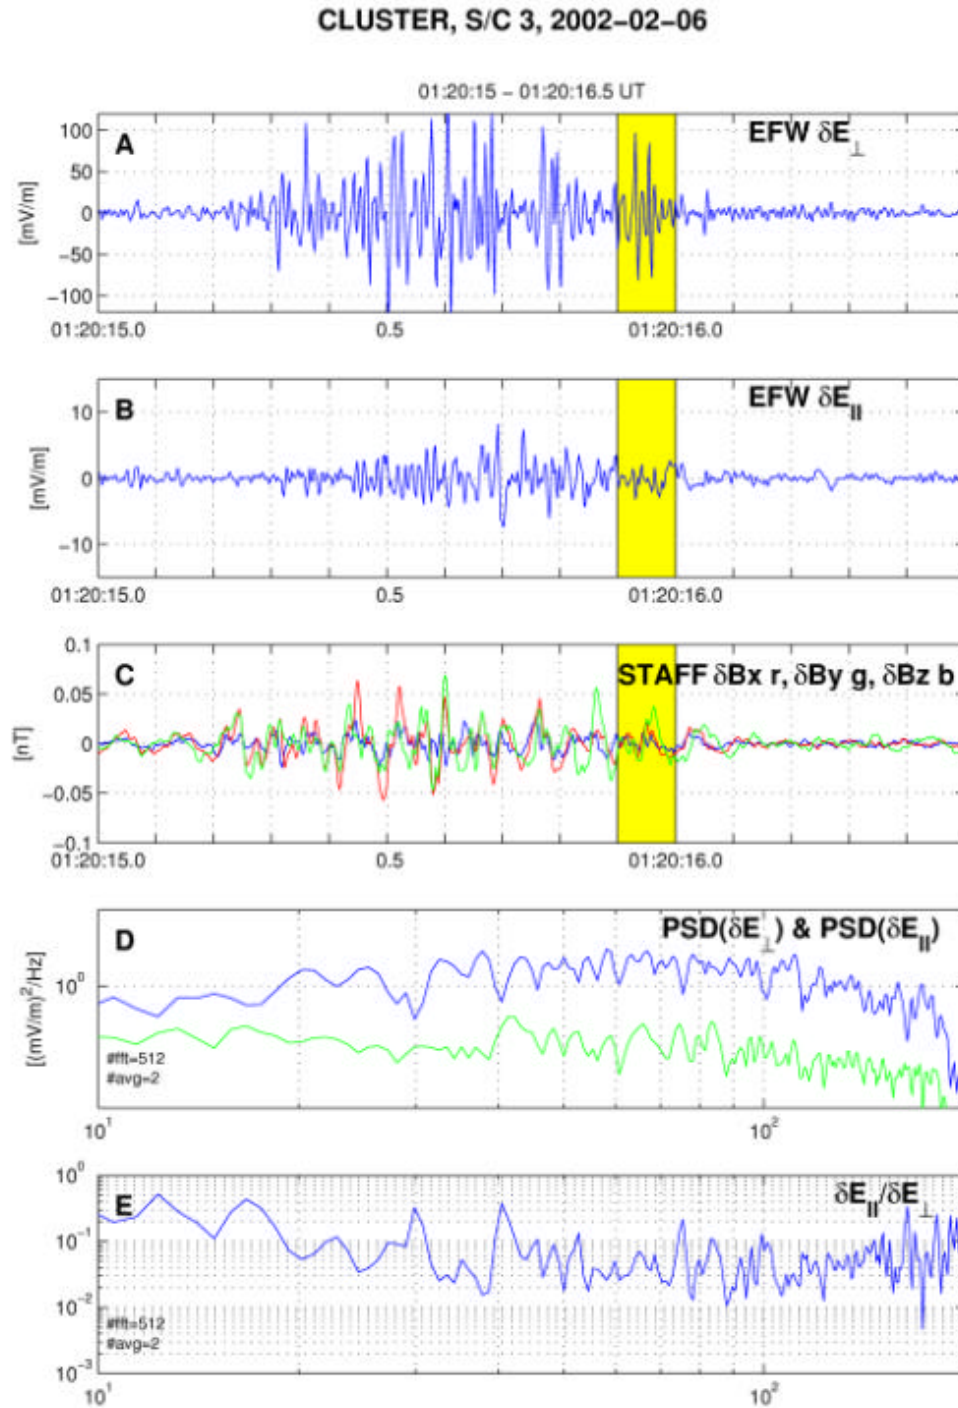 CLUSTER, S/C 3, 2002−02−06
01:20:15 − 01:20:16.5 UT
A
EFW δE⊥
[mV/m]
100
50
0
−50
−100
01:20:15.0
0.5
01:20:16.0
B
EFW δE||
[mV/m]
10
0
−10
01:20:15.0
0.5
01:20:16.0
C
STAFF δBx r, δBy g, δBz b
[nT]
0.1
0.05
0
−0.05
−0.1
01:20:15.0
0.5
01:20:16.0
D
PSD(δE⊥) & PSD(δE||)
[(mV/m)²/Hz]
10⁰
#fft=512
#avg=2
10¹
10²
E
δE||/δE⊥
10⁰
10⁻¹
10⁻²
10⁻³
#fft=512
#avg=2
10¹
10²